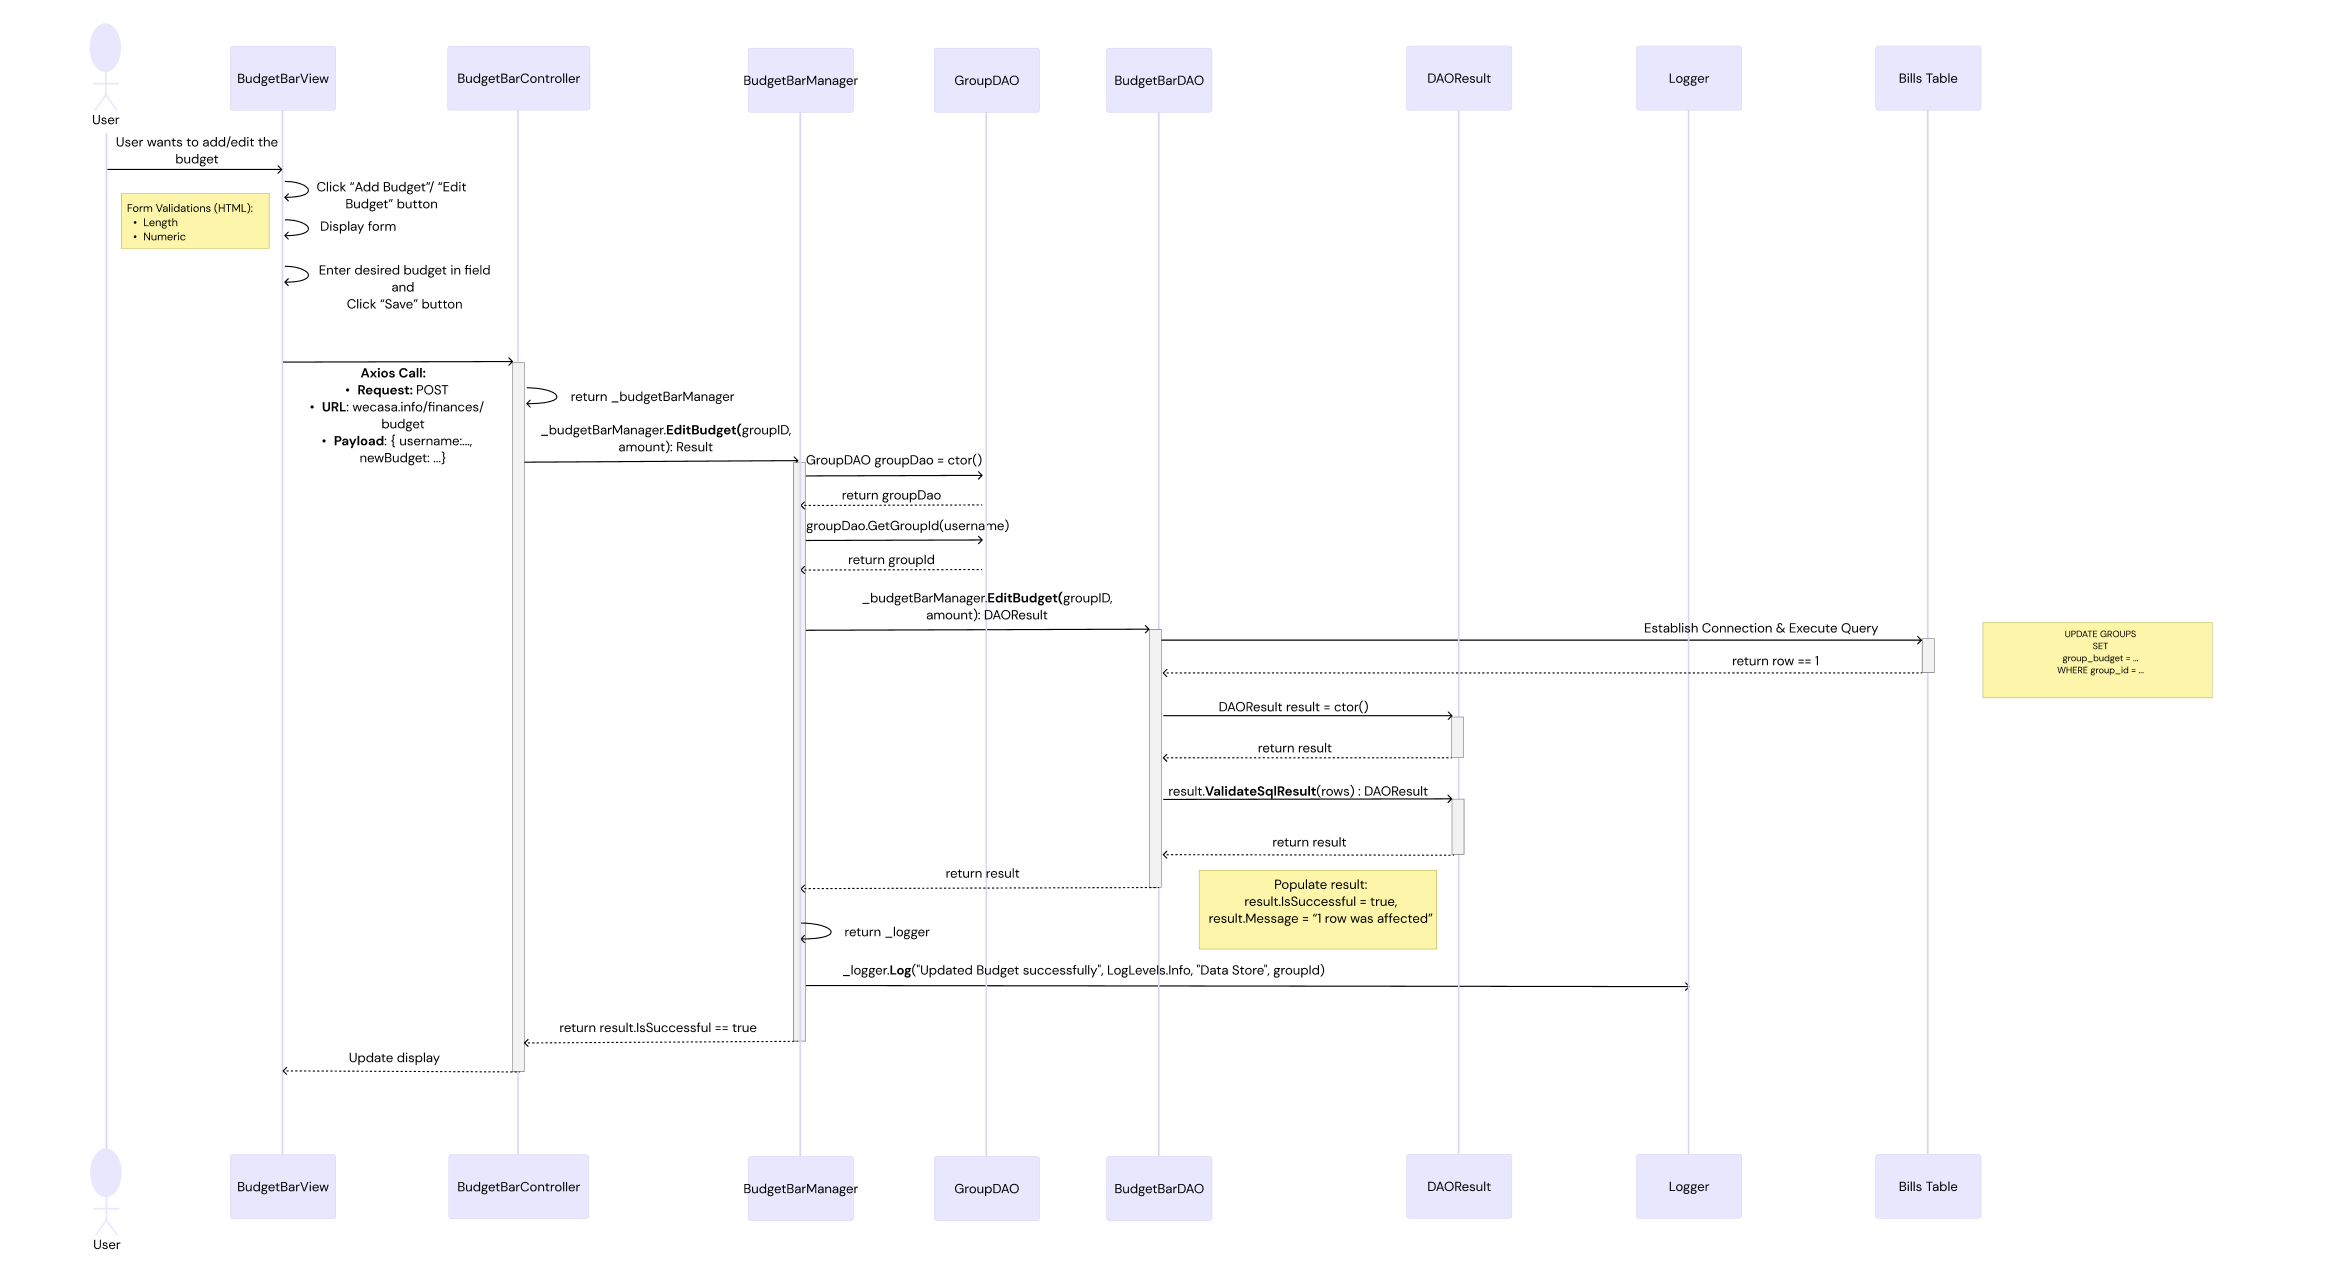 User
BudgetBarView
BudgetBarController
BudgetBarManager
GroupDAO
BudgetBarDAO
DAOResult
Logger
Bills Table
User wants to add/edit the
budget
Click “Add Budget”/ “Edit
Budget” button
Form Validations (HTML):
• Length
• Numeric
Display form
Enter desired budget in field
and
Click “Save” button
Axios Call:
• Request: POST
• URL: wecasa.info/finances/
budget
• Payload: { username:...,
newBudget: ...}
return _budgetBarManager
_budgetBarManager.EditBudget(groupID,
amount): Result
GroupDAO groupDao = ctor()
return groupDao
groupDao.GetGroupId(username)
return groupId
_budgetBarManager.EditBudget(groupID,
amount): DAOResult
Establish Connection & Execute Query
return row == 1
UPDATE GROUPS
SET
group_budget = ...
WHERE group_id = ...
DAOResult result = ctor()
return result
result.ValidateSqlResult(rows) : DAOResult
return result
return result
Populate result:
result.IsSuccessful = true,
result.Message = “1 row was affected”
return _logger
_logger.Log("Updated Budget successfully", LogLevels.Info, "Data Store", groupId)
return result.IsSuccessful == true
Update display
BudgetBarView
BudgetBarController
BudgetBarManager
GroupDAO
BudgetBarDAO
DAOResult
Logger
Bills Table
User